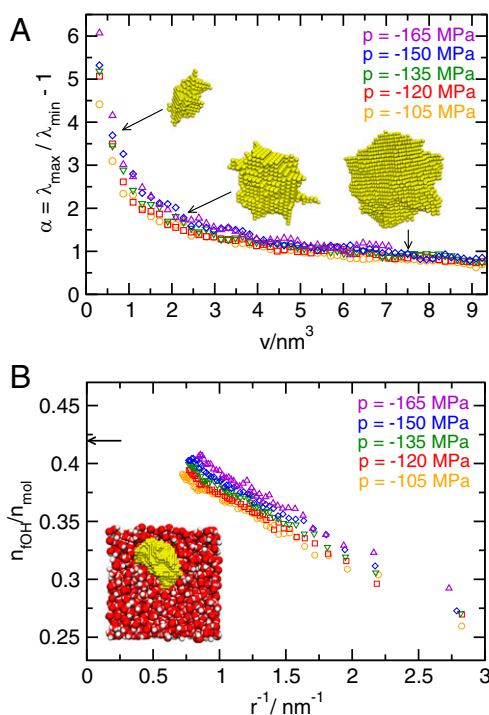 A
p = -165 MPa
p = -150 MPa
p = -135 MPa
p = -120 MPa
p = -105 MPa
α = λmax / λmin - 1
6
5
4
3
2
1
0
0 1 2 3 4 5 6 7 8 9
v/nm³
B
p = -165 MPa
p = -150 MPa
p = -135 MPa
p = -120 MPa
p = -105 MPa
nfOH/nmol
0.45
0.4
0.35
0.3
0.25
0 0.5 1 1.5 2 2.5 3
r⁻¹/ nm⁻¹